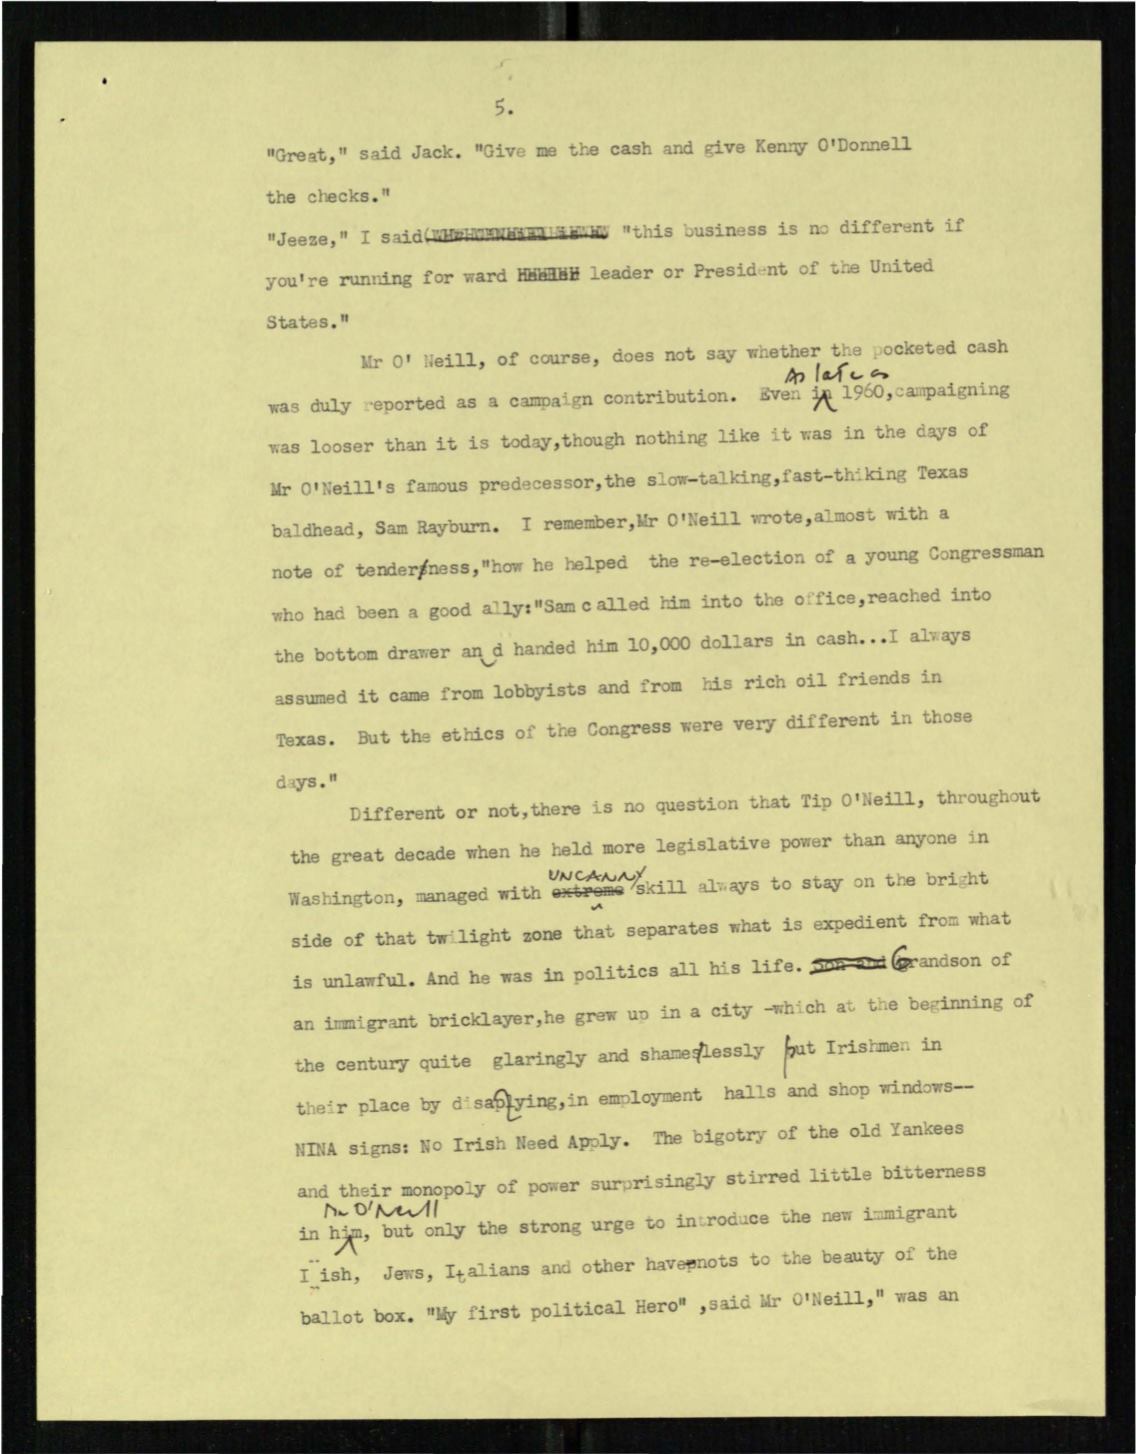 5.
"Great," said Jack. "Give me the cash and give Kenny O'Donnell
the checks."
"Jeeze," I said "this business is no different if
you're running for ward leader or President of the United
States."
Mr O' Neill, of course, does not say whether the pocketed cash
As late as
was duly reported as a campaign contribution. Even in 1960,campaigning
was looser than it is today,though nothing like it was in the days of
Mr O'Neill's famous predecessor,the slow-talking,fast-thiking Texas
baldhead, Sam Rayburn. I remember,Mr O'Neill wrote,almost with a
note of tenderness,"how he helped the re-election of a young Congressman
who had been a good ally:"Sam c alled him into the office,reached into
the bottom drawer an d handed him 10,000 dollars in cash...I always
assumed it came from lobbyists and from his rich oil friends in
Texas. But the ethics of the Congress were very different in those
days."
Different or not,there is no question that Tip O'Neill, throughout
the great decade when he held more legislative power than anyone in
UNCANNY
Washington, managed with extreme skill always to stay on the bright
side of that twilight zone that separates what is expedient from what
is unlawful. And he was in politics all his life. Son and Grandson of
an immigrant bricklayer,he grew up in a city -which at the beginning of
the century quite glaringly and shamelessly put Irishmen in
their place by disaplying,in employment halls and shop windows--
NINA signs: No Irish Need Apply. The bigotry of the old Yankees
and their monopoly of power surprisingly stirred little bitterness
Mr O'Neill
in him, but only the strong urge to introduce the new immigrant
I ish, Jews, Italians and other have-nots to the beauty of the
ballot box. "My first political Hero" ,said Mr O'Neill," was an